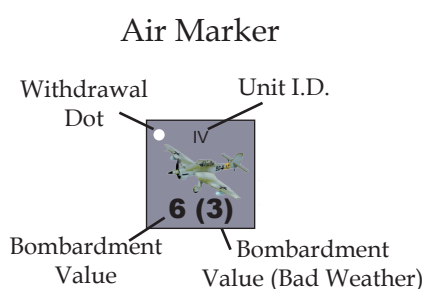 Air Marker
Withdrawal
Dot
Unit I.D.
IV
6 (3)
Bombardment
Value
Bombardment
Value (Bad Weather)